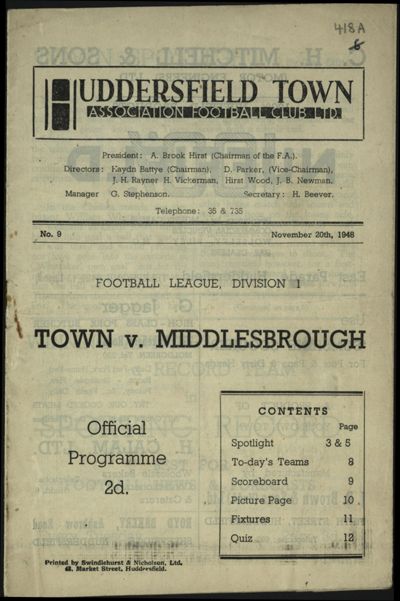 418A
6
HUDDERSFIELD TOWN
ASSOCIATION FOOTBALL CLUB LTD.
President: A. Brook Hirst (Chairman of the F.A.).
Directors: Haydn Battye (Chairman), D. Parker, (Vice-Chairman),
J. H. Rayner H. Vickerman, Hirst Wood, J. B. Newman.
Manager G. Stephenson. Secretary: H. Beever.
Telephone: 35 & 735
No. 9 November 20th, 1948
FOOTBALL LEAGUE, DIVISION 1
TOWN v. MIDDLESBROUGH
Official
Programme
2d.
CONTENTS
Page
Spotlight 3 & 5
To-day's Teams 8
Scoreboard 9
Picture Page 10
Fixtures 11
Quiz 12
Printed by Swindlehurst & Nicholson, Ltd.
68, Market Street, Huddersfield.